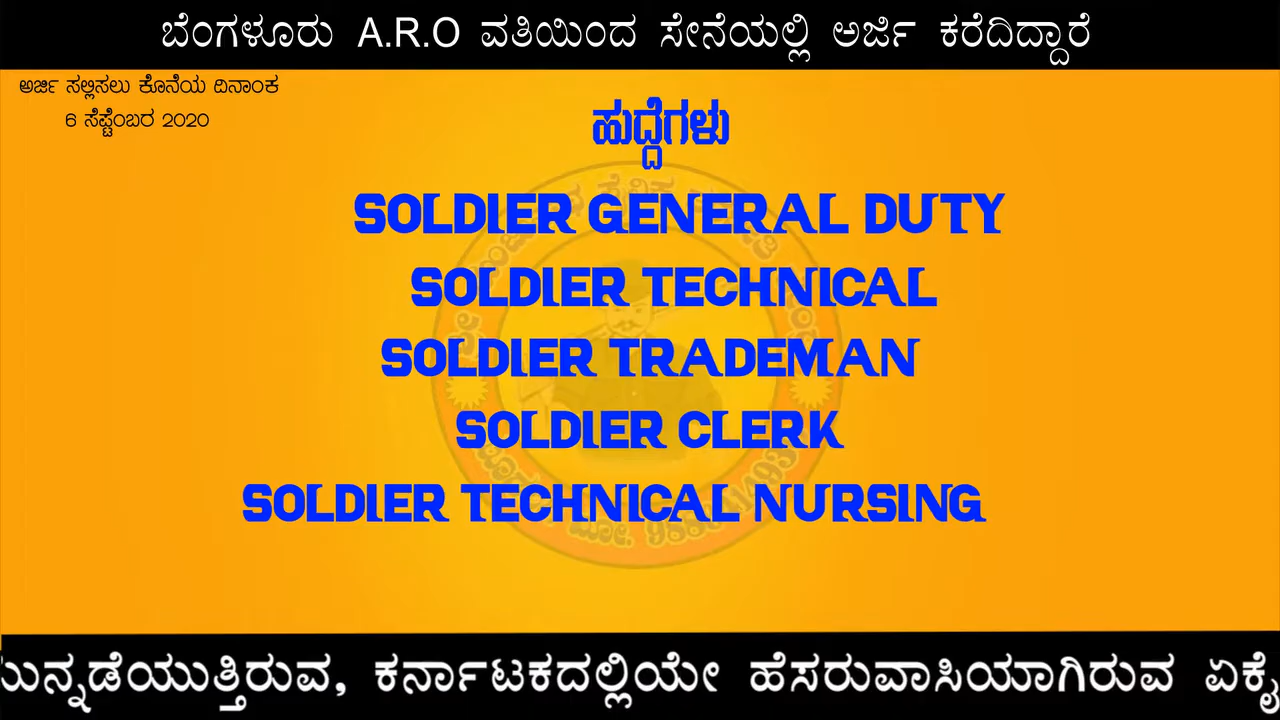 ಬೆಂಗಳೂರು A.R.O ವತಿಯಿಂದ ಸೇನೆಯಲ್ಲಿ ಅರ್ಜಿ ಕರೆದಿದ್ದಾರೆ
ಅರ್ಜಿ ಸಲ್ಲಿಸಲು ಕೊನೆಯ ದಿನಾಂಕ
6 ಸೆಪ್ಟೆಂಬರ 2020
ಹುದ್ದೆಗಳು
SOLDIER GENERAL DUTY
SOLDIER TECHNICAL
SOLDIER TRADEMAN
SOLDIER CLERK
SOLDIER TECHNICAL NURSING
ಮುನ್ನಡೆಯುತ್ತಿರುವ, ಕರ್ನಾಟಕದಲ್ಲಿಯೇ ಹೆಸರುವಾಸಿಯಾಗಿರುವ ಏಕೈ